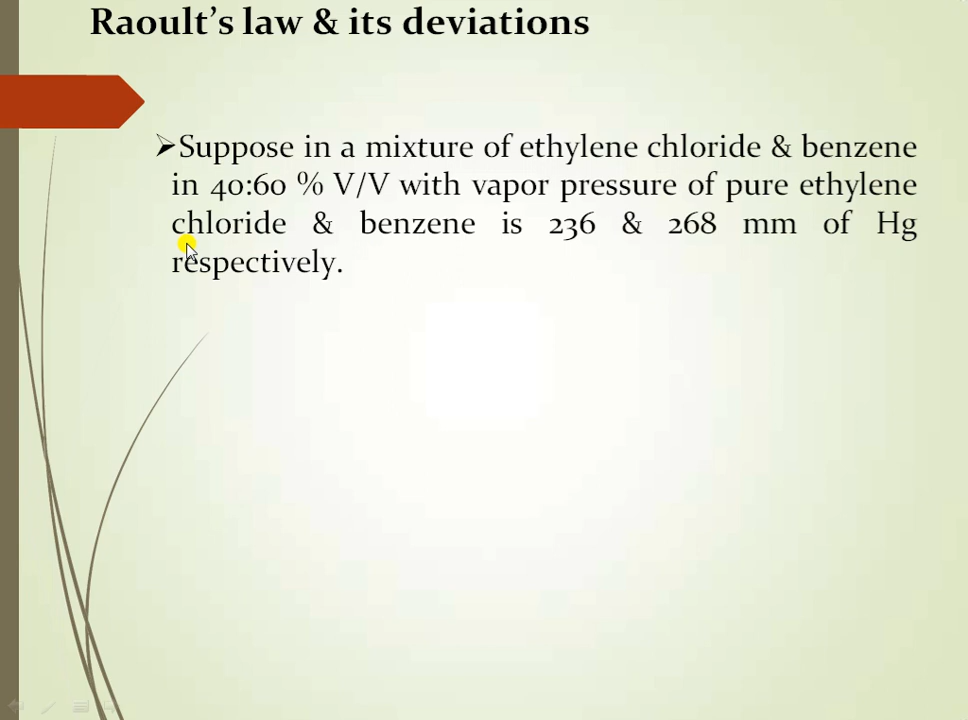 Raoult's law & its deviations
➢Suppose in a mixture of ethylene chloride & benzene
in 40:60 % V/V with vapor pressure of pure ethylene
chloride & benzene is 236 & 268 mm of Hg
respectively.